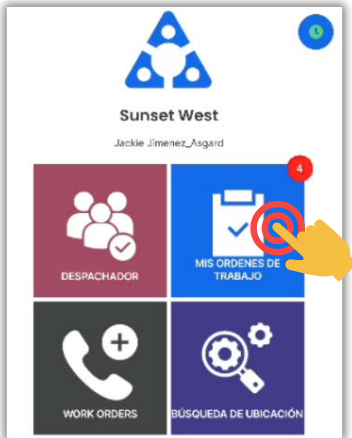 Sunset West
Jackie Jimenez_Asgard
4
DESPACHADOR
MIS ORDENES DE
TRABAJO
WORK ORDERS
BÚSQUEDA DE UBICACIÓN